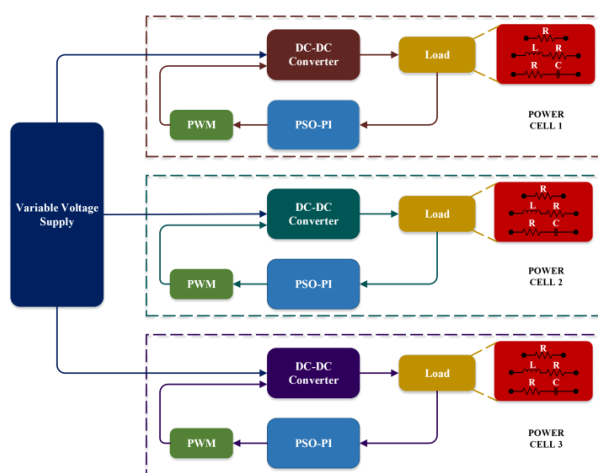 Variable Voltage
Supply
DC-DC
Converter
Load
PWM
PSO-PI
R
L R
R C
POWER
CELL 1
DC-DC
Converter
Load
PWM
PSO-PI
R
L R
R C
POWER
CELL 2
DC-DC
Converter
Load
PWM
PSO-PI
R
L R
R C
POWER
CELL 3